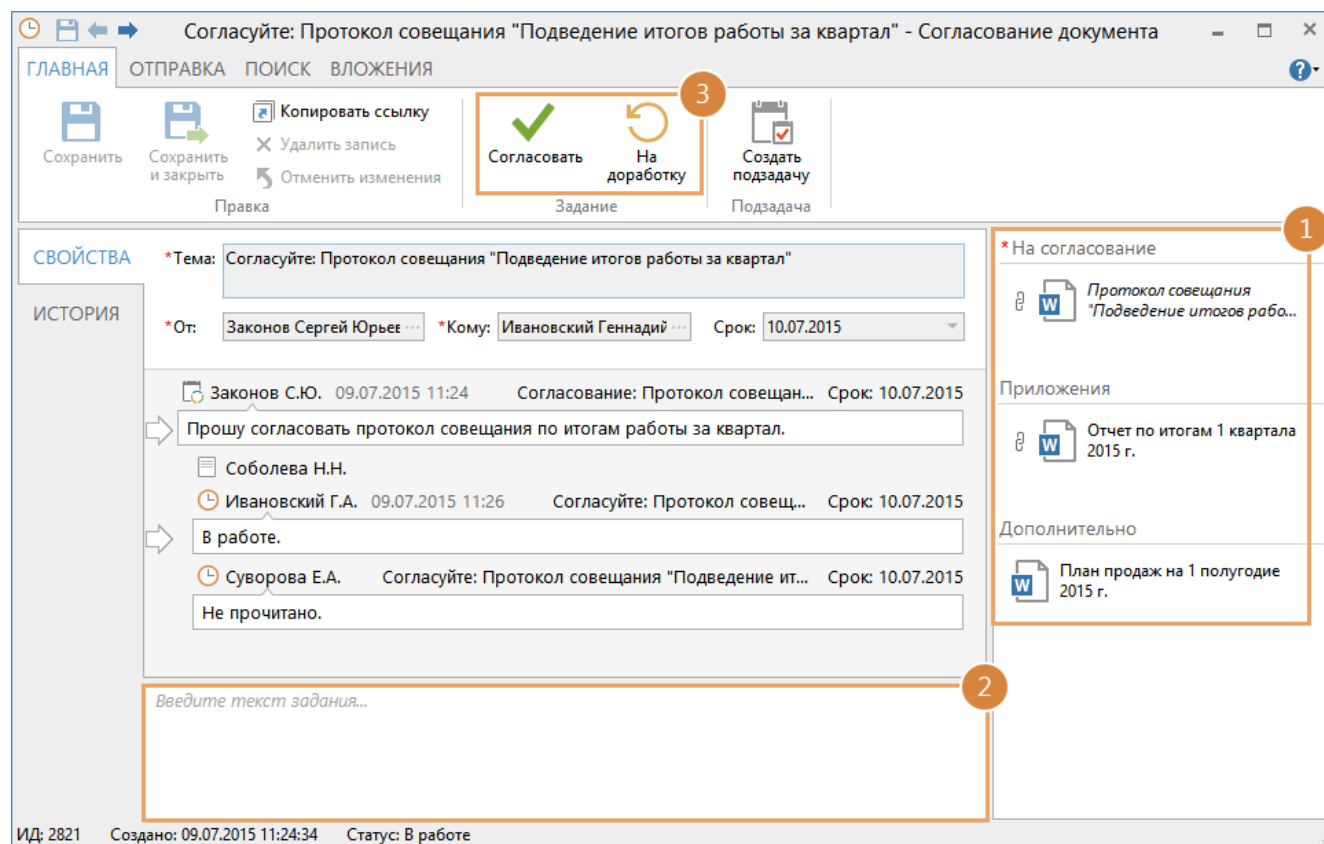 Согласуйте: Протокол совещания "Подведение итогов работы за квартал" - Согласование документа
ГЛАВНАЯ ОТПРАВКА ПОИСК ВЛОЖЕНИЯ
?
Сохранить
Сохранить
и закрыть
Копировать ссылку
Удалить запись
Отменить изменения
Правка
Согласовать
На
доработку
Задание
3
Создать
подзадачу
Подзадача
СВОЙСТВА
ИСТОРИЯ
*Тема: Согласуйте: Протокол совещания "Подведение итогов работы за квартал"
*От: Законов Сергей Юрьев ... *Кому: Ивановский Геннадий ... Срок: 10.07.2015
Законов С.Ю. 09.07.2015 11:24 Согласование: Протокол совещан... Срок: 10.07.2015
Прошу согласовать протокол совещания по итогам работы за квартал.
Соболева Н.Н.
Ивановский Г.А. 09.07.2015 11:26 Согласуйте: Протокол совещ... Срок: 10.07.2015
В работе.
Суворова Е.А. Согласуйте: Протокол совещания "Подведение ит... Срок: 10.07.2015
Не прочитано.
2
Введите текст задания...
1
*На согласование
W
Протокол совещания
"Подведение итогов рабо...
Приложения
W
Отчет по итогам 1 квартала
2015 г.
Дополнительно
W
План продаж на 1 полугодие
2015 г.
ИД: 2821 Создано: 09.07.2015 11:24:34 Статус: В работе